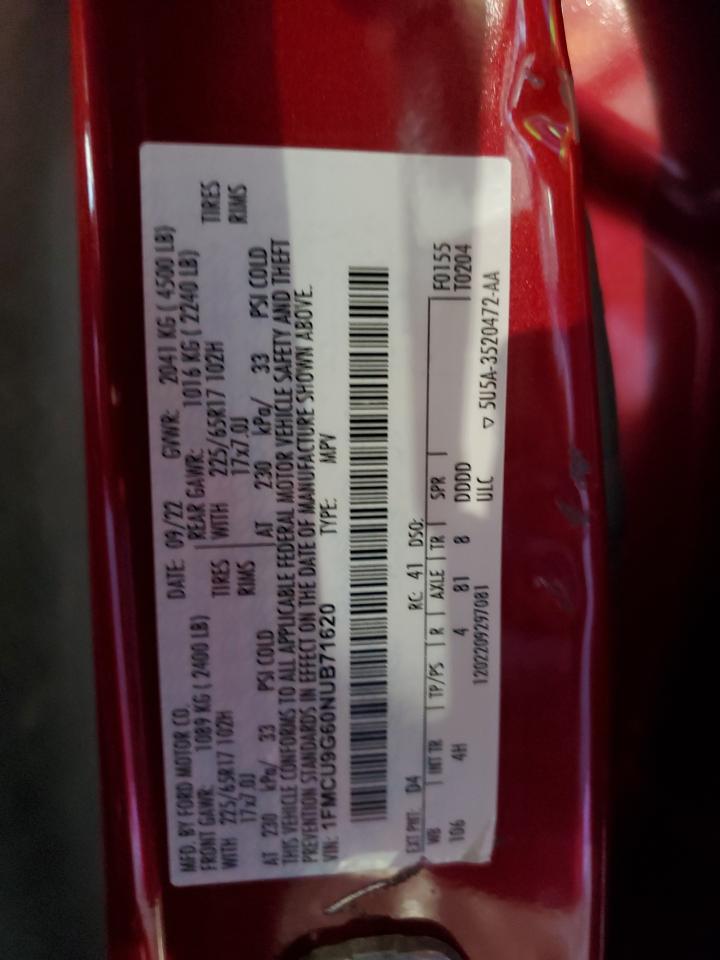 MFD. BY FORD MOTOR CO. DATE: 09/22 GVWR: 2041 KG ( 4500 LB)
FRONT GAWR: 1089 KG ( 2400 LB) REAR GAWR: 1016 KG ( 2240 LB)
WITH 225/65R17 102H TIRES WITH 225/65R17 102H TIRES
17x7.0J RIMS 17x7.0J RIMS
AT 230 kPa/ 33 PSI COLD AT 230 kPa/ 33 PSI COLD
THIS VEHICLE CONFORMS TO ALL APPLICABLE FEDERAL MOTOR VEHICLE SAFETY AND THEFT
PREVENTION STANDARDS IN EFFECT ON THE DATE OF MANUFACTURE SHOWN ABOVE.
VIN: 1FMCU9G60NUB71620 TYPE: MPV
EXT PNT: D4 RC: 41 DSO:
WB INT TR TP/PS R AXLE TR SPR F0155
106 4H 4 81 8 DDDD T0204
1202209297081 ULC ▽ 5U5A-3520472-AA